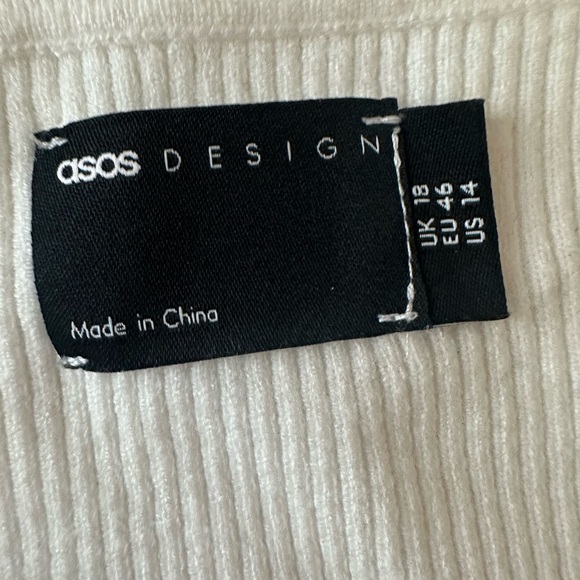 asos DESIGN
Made in China
UK 18
EU 46
US 14